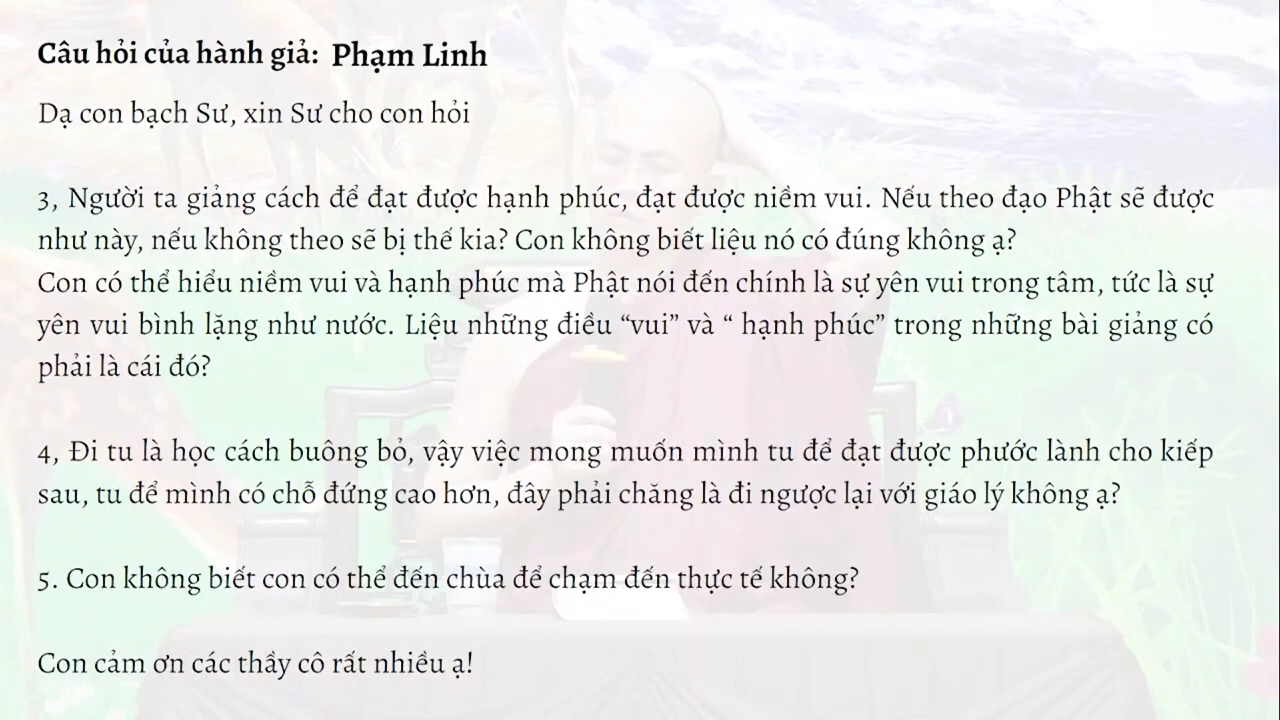 Câu hỏi của hành giả: Phạm Linh
Dạ con bạch Sư, xin Sư cho con hỏi
3, Người ta giảng cách để đạt được hạnh phúc, đạt được niềm vui. Nếu theo đạo Phật sẽ được
như này, nếu không theo sẽ bị thế kia? Con không biết liệu nó có đúng không ạ?
Con có thể hiểu niềm vui và hạnh phúc mà Phật nói đến chính là sự yên vui trong tâm, tức là sự
yên vui bình lặng như nước. Liệu những điều “vui” và “ hạnh phúc” trong những bài giảng có
phải là cái đó?
4, Đi tu là học cách buông bỏ, vậy việc mong muốn mình tu để đạt được phước lành cho kiếp
sau, tu để mình có chỗ đứng cao hơn, đây phải chăng là đi ngược lại với giáo lý không ạ?
5. Con không biết con có thể đến chùa để chạm đến thực tế không?
Con cảm ơn các thầy cô rất nhiều ạ!